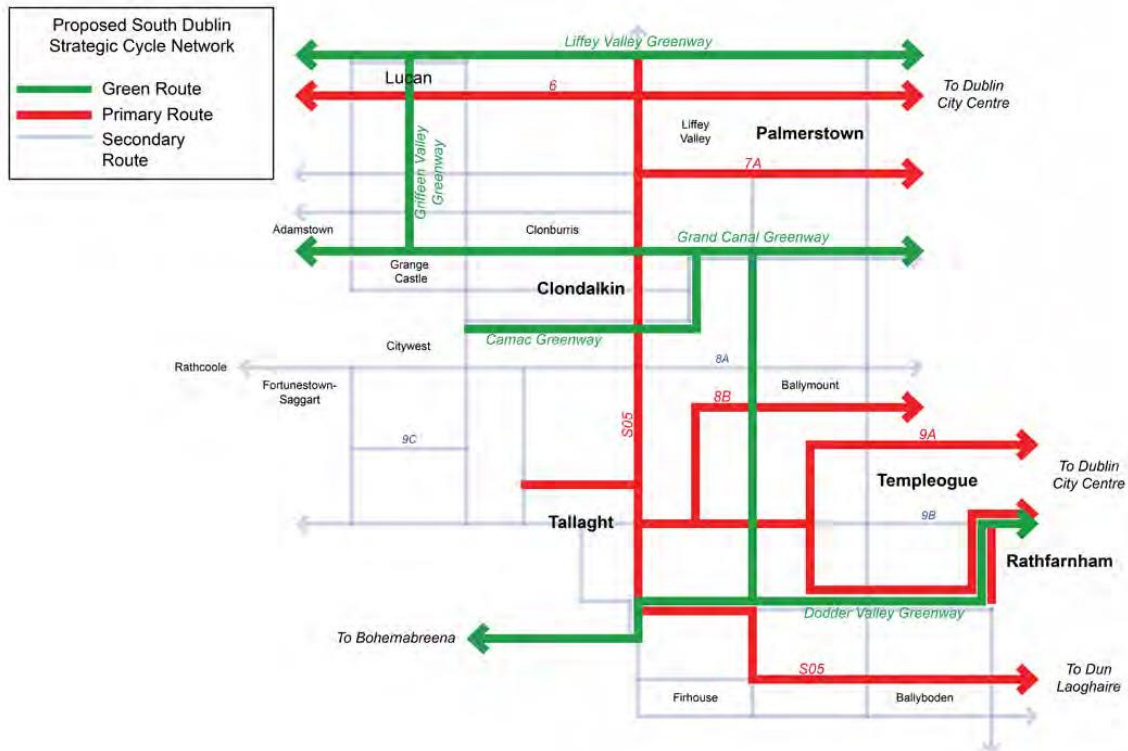 Proposed South Dublin
Strategic Cycle Network
Green Route
Primary Route
Secondary
Route
Liffey Valley Greenway
Lucan
6
To Dublin
City Centre
Liffey
Valley
Palmerstown
7A
Griffeen Valley
Greenway
Adamstown
Clonburris
Grand Canal Greenway
Grange
Castle
Clondalkin
Camac Greenway
Citywest
Rathcoole
8A
Fortunestown-
Saggart
Ballymount
8B
S05
9C
9A
To Dublin
City Centre
Templeogue
Tallaght
9B
Rathfarnham
Dodder Valley Greenway
To Bohernabreena
S05
To Dun
Laoghaire
Firhouse
Ballyboden